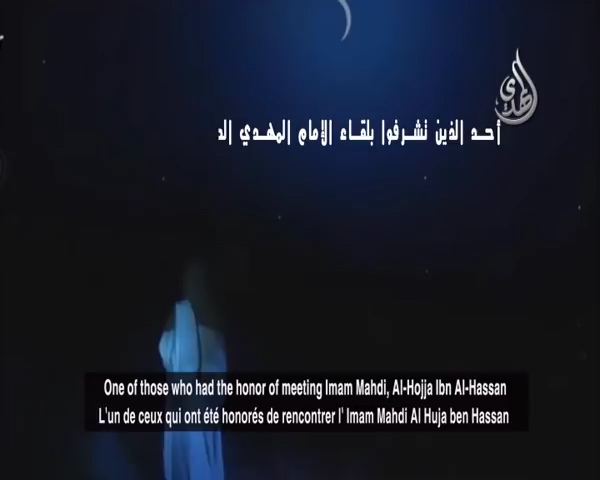 المهدي
أحد الذين تشرفوا بلقاء الإمام المهدي الد
One of those who had the honor of meeting Imam Mahdi, Al-Hojja Ibn Al-Hassan
L'un de ceux qui ont été honorés de rencontrer l' Imam Mahdi Al Huja ben Hassan